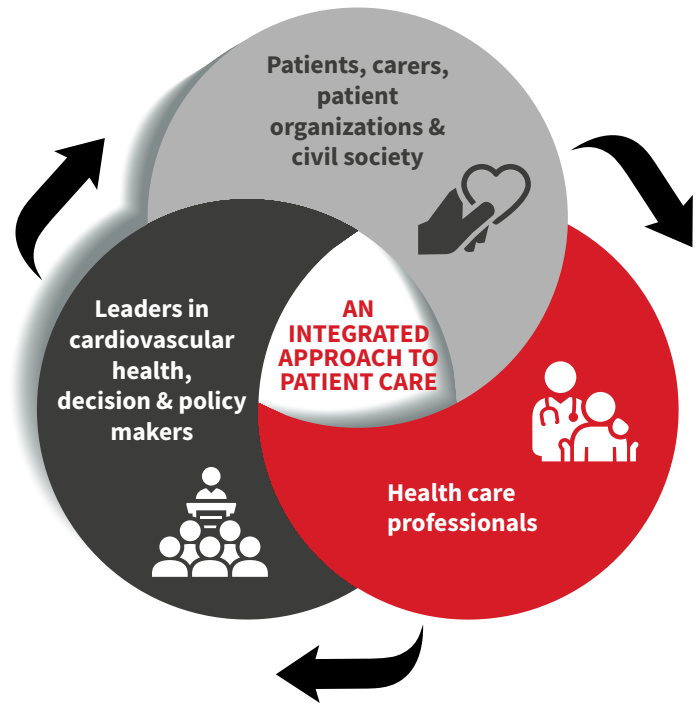 Patients, carers,
patient
organizations &
civil society
AN
INTEGRATED
APPROACH TO
PATIENT CARE
Leaders in
cardiovascular
health,
decision & policy
makers
Health care
professionals